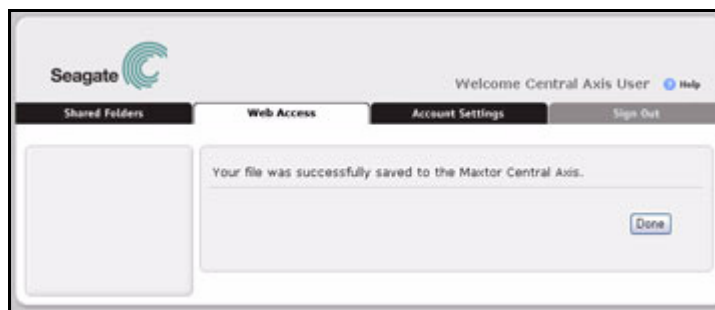 Seagate
Welcome Central Axis User ? Help
Shared Folders Web Access Account Settings Sign Out
Your file was successfully saved to the Maxtor Central Axis.
Done